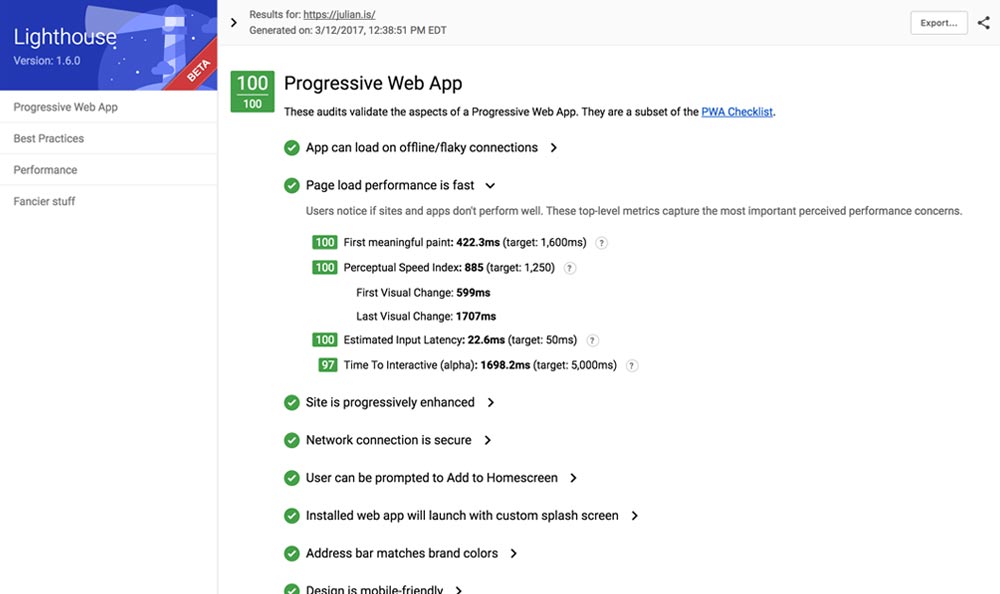 Lighthouse
Version: 1.6.0
BETA
Progressive Web App
Best Practices
Performance
Fancier stuff
Results for: https://julian.is/
Generated on: 3/12/2017, 12:38:51 PM EDT
Export...
100
100
Progressive Web App
These audits validate the aspects of a Progressive Web App. They are a subset of the PWA Checklist.
App can load on offline/flaky connections
Page load performance is fast
Users notice if sites and apps don't perform well. These top-level metrics capture the most important perceived performance concerns.
100 First meaningful paint: 422.3ms (target: 1,600ms) ?
100 Perceptual Speed Index: 885 (target: 1,250) ?
First Visual Change: 599ms
Last Visual Change: 1707ms
100 Estimated Input Latency: 22.6ms (target: 50ms) ?
97 Time To Interactive (alpha): 1698.2ms (target: 5,000ms) ?
Site is progressively enhanced
Network connection is secure
User can be prompted to Add to Homescreen
Installed web app will launch with custom splash screen
Address bar matches brand colors
Design is mobile-friendly